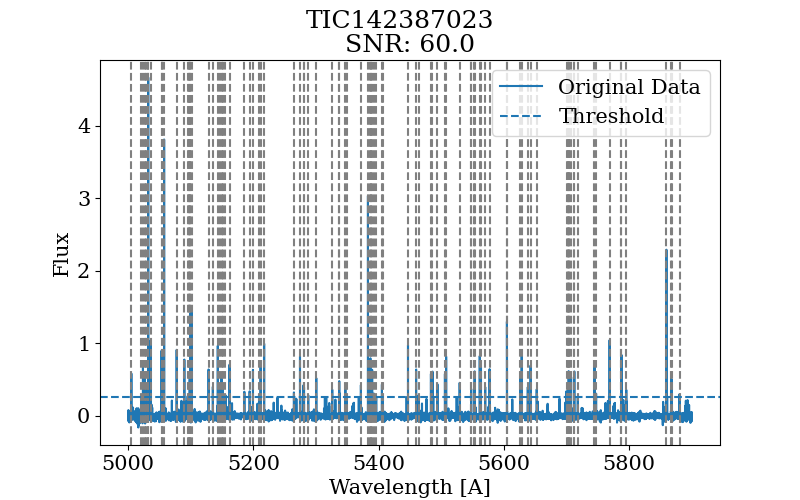 TIC142387023
SNR: 60.0
Original Data
Threshold
4
3
2
1
0
Flux
5000 5200 5400 5600 5800
Wavelength [A]